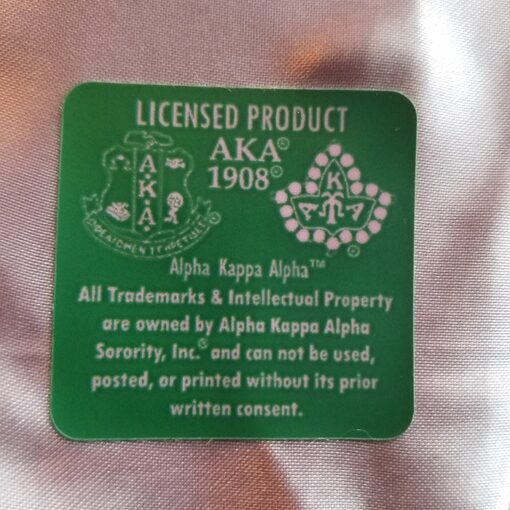 LICENSED PRODUCT
AKA®
1908®
A
K
A
K
A A
®
Alpha Kappa Alpha™
All Trademarks & Intellectual Property
are owned by Alpha Kappa Alpha
Sorority, Inc.® and can not be used,
posted, or printed without its prior
written consent.